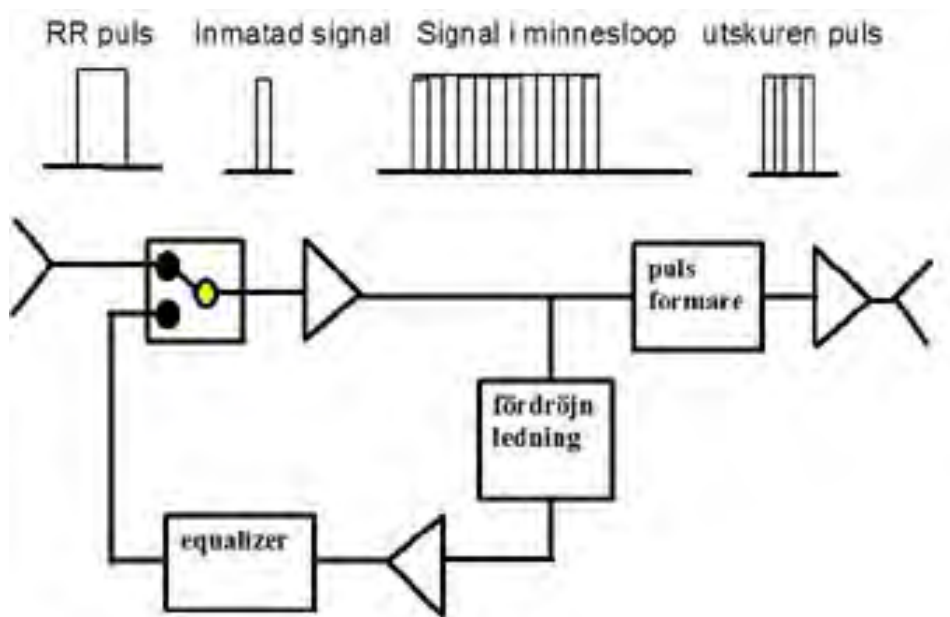 RR puls
Inmatad signal
Signal i minnesloop
utskuren puls
puls
formare
fördröjn
ledning
equalizer